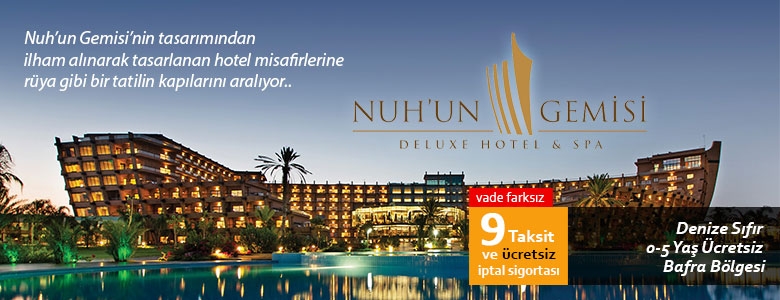 Nuh’un Gemisi’nin tasarımından
ilham alınarak tasarlanan hotel misafirlerine
rüya gibi bir tatilin kapılarını aralıyor..
NUH'UN GEMİSİ
DELUXE HOTEL & SPA
vade farksız
9 Taksit
ve ücretsiz
iptal sigortası
Denize Sıfır
0-5 Yaş Ücretsiz
Bafra Bölgesi